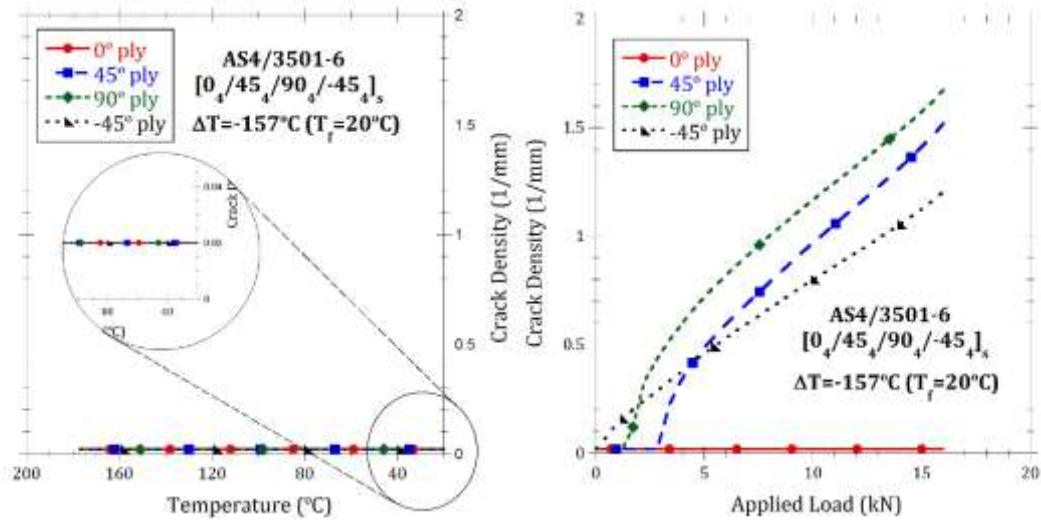 0° ply
45° ply
90° ply
-45° ply
AS4/3501-6
[0₄/45₄/90₄/-45₄]ₛ
ΔT=-157°C (T_f=20°C)
0.04
0
(°C)
2
1.5
1
0.5
0
Crack Density (1/mm)
200
160
120
80
40
Temperature (°C)
0° ply
45° ply
90° ply
-45° ply
AS4/3501-6
[0₄/45₄/90₄/-45₄]ₛ
ΔT=-157°C (T_f=20°C)
2
1.5
1
0.5
0
Crack Density (1/mm)
0
5
10
15
20
Applied Load (kN)